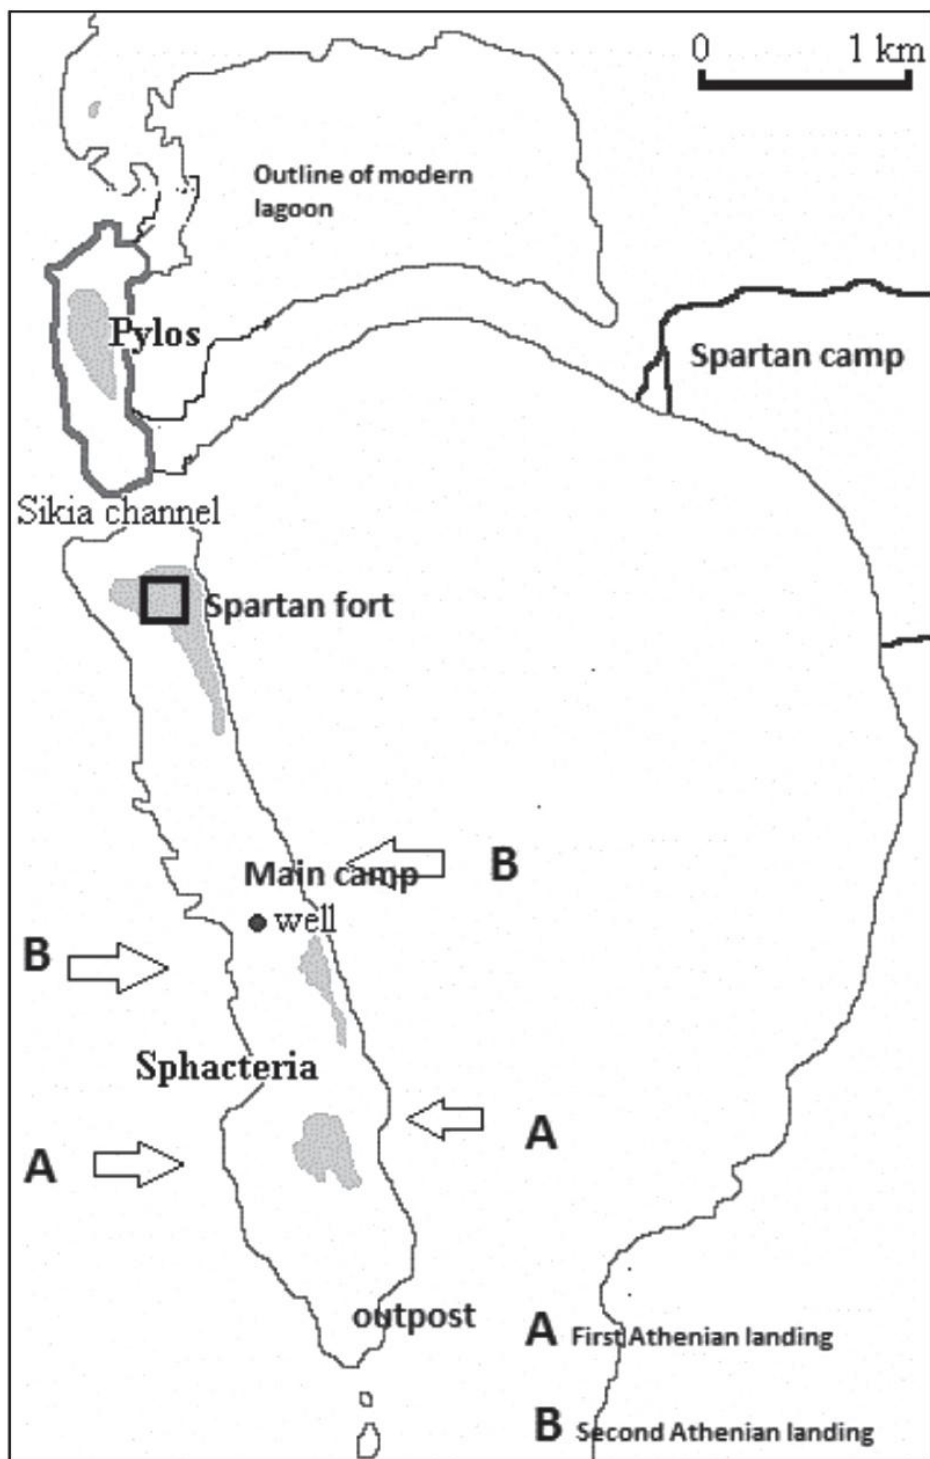 0 1 km
Outline of modern
lagoon
Pylos
Spartan camp
Sikia channel
Spartan fort
B
Main camp
well
B
Sphacteria
A
A
outpost
A First Athenian landing
B Second Athenian landing